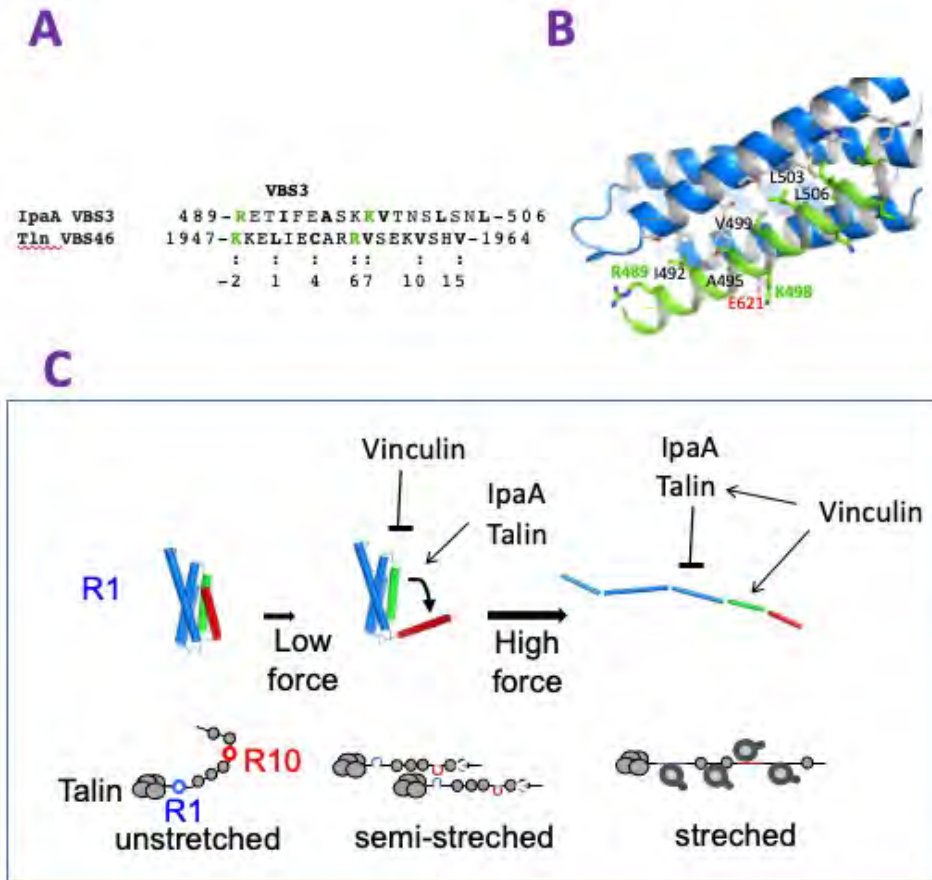 A
VBS3
IpaA VBS3 489-RETIFEASKKVTNSLSNL-506
Tln VBS46 1947-KKELIECARRVSEKVSHV-1964
: : : :: : :
-2 1 4 67 10 15
B
L503
L506
V499
R489
I492
A495
K498
E621
C
Vinculin
IpaA
Talin
IpaA
Talin
Vinculin
R1
Low
force
High
force
Talin
R1
R10
unstretched
semi-streched
streched